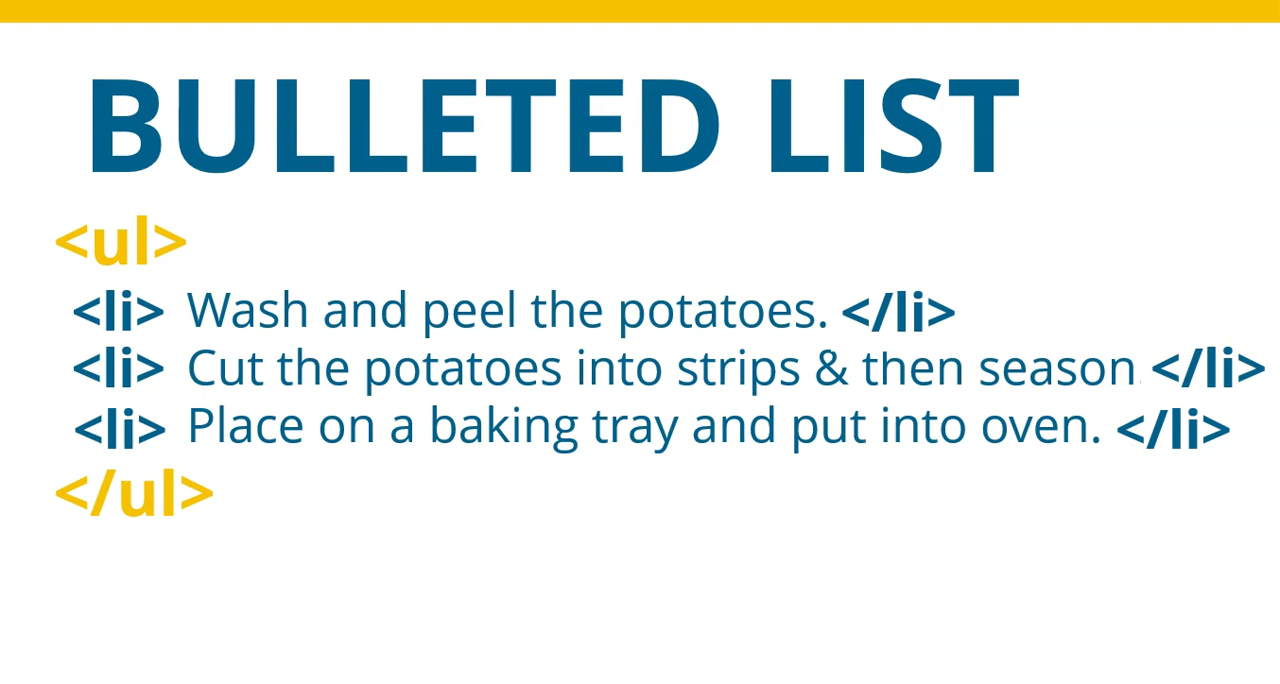 BULLETED LIST
<ul>
<li> Wash and peel the potatoes. </li>
<li> Cut the potatoes into strips & then season. </li>
<li> Place on a baking tray and put into oven. </li>
</ul>